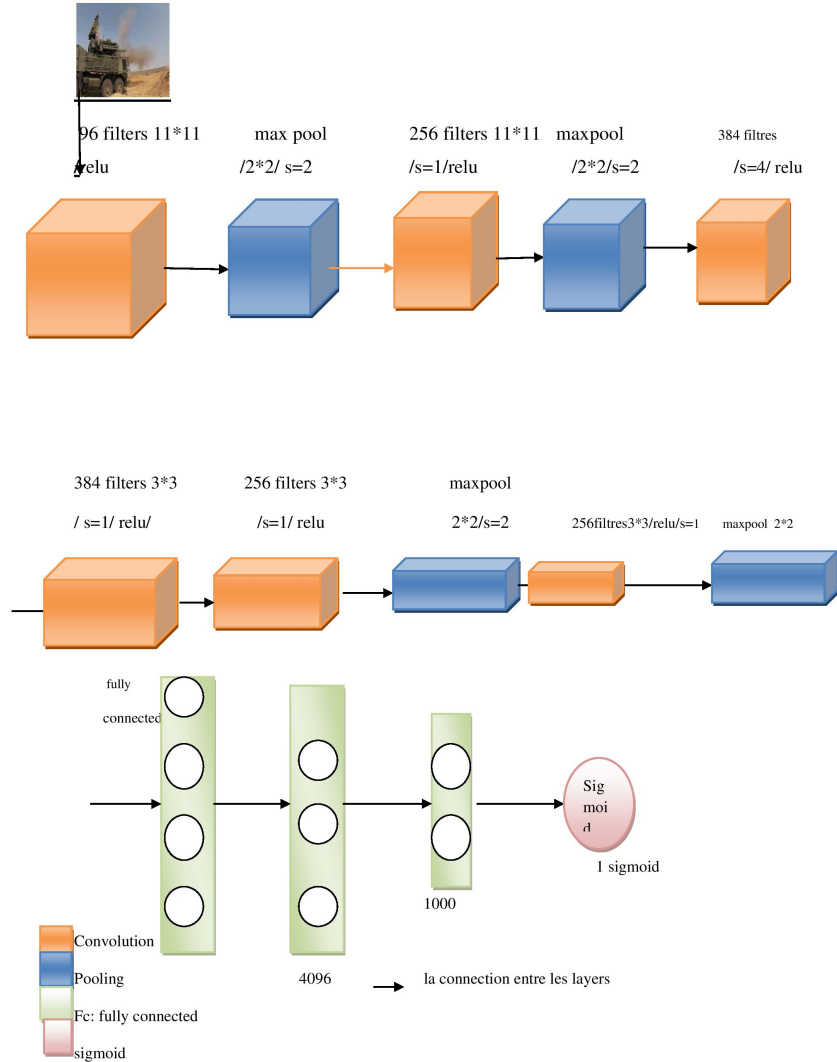 96 filters 11*11
/relu
max pool
/2*2/ s=2
256 filters 11*11
/s=1/relu
maxpool
/2*2/s=2
384 filtres
/s=4/ relu
384 filters 3*3
/ s=1/ relu/
256 filters 3*3
/s=1/ relu
maxpool
2*2/s=2
256filtres3*3/relu/s=1
maxpool 2*2
fully
connected
Sig
moi
d
1 sigmoid
1000
4096
la connection entre les layers
Convolution
Pooling
Fc: fully connected
sigmoid